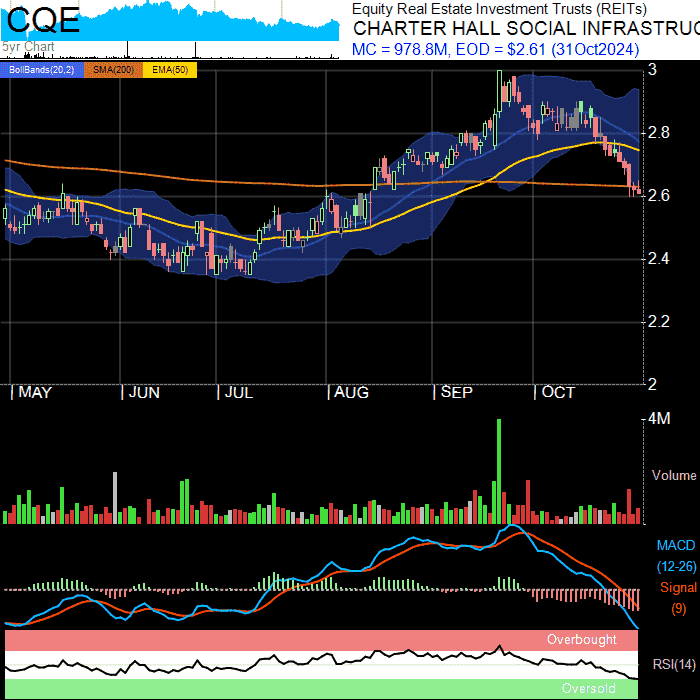 CQE
5yr Chart
Equity Real Estate Investment Trusts (REITs)
CHARTER HALL SOCIAL INFRASTRUC
MC = 978.8M, EOD = $2.61 (31Oct2024)
BollBands(20,2) SMA(200) EMA(50)
3
2.8
2.6
2.4
2.2
2
MAY JUN JUL AUG SEP OCT
4M
Volume
MACD
(12-26)
Signal
(9)
Overbought
RSI(14)
Oversold